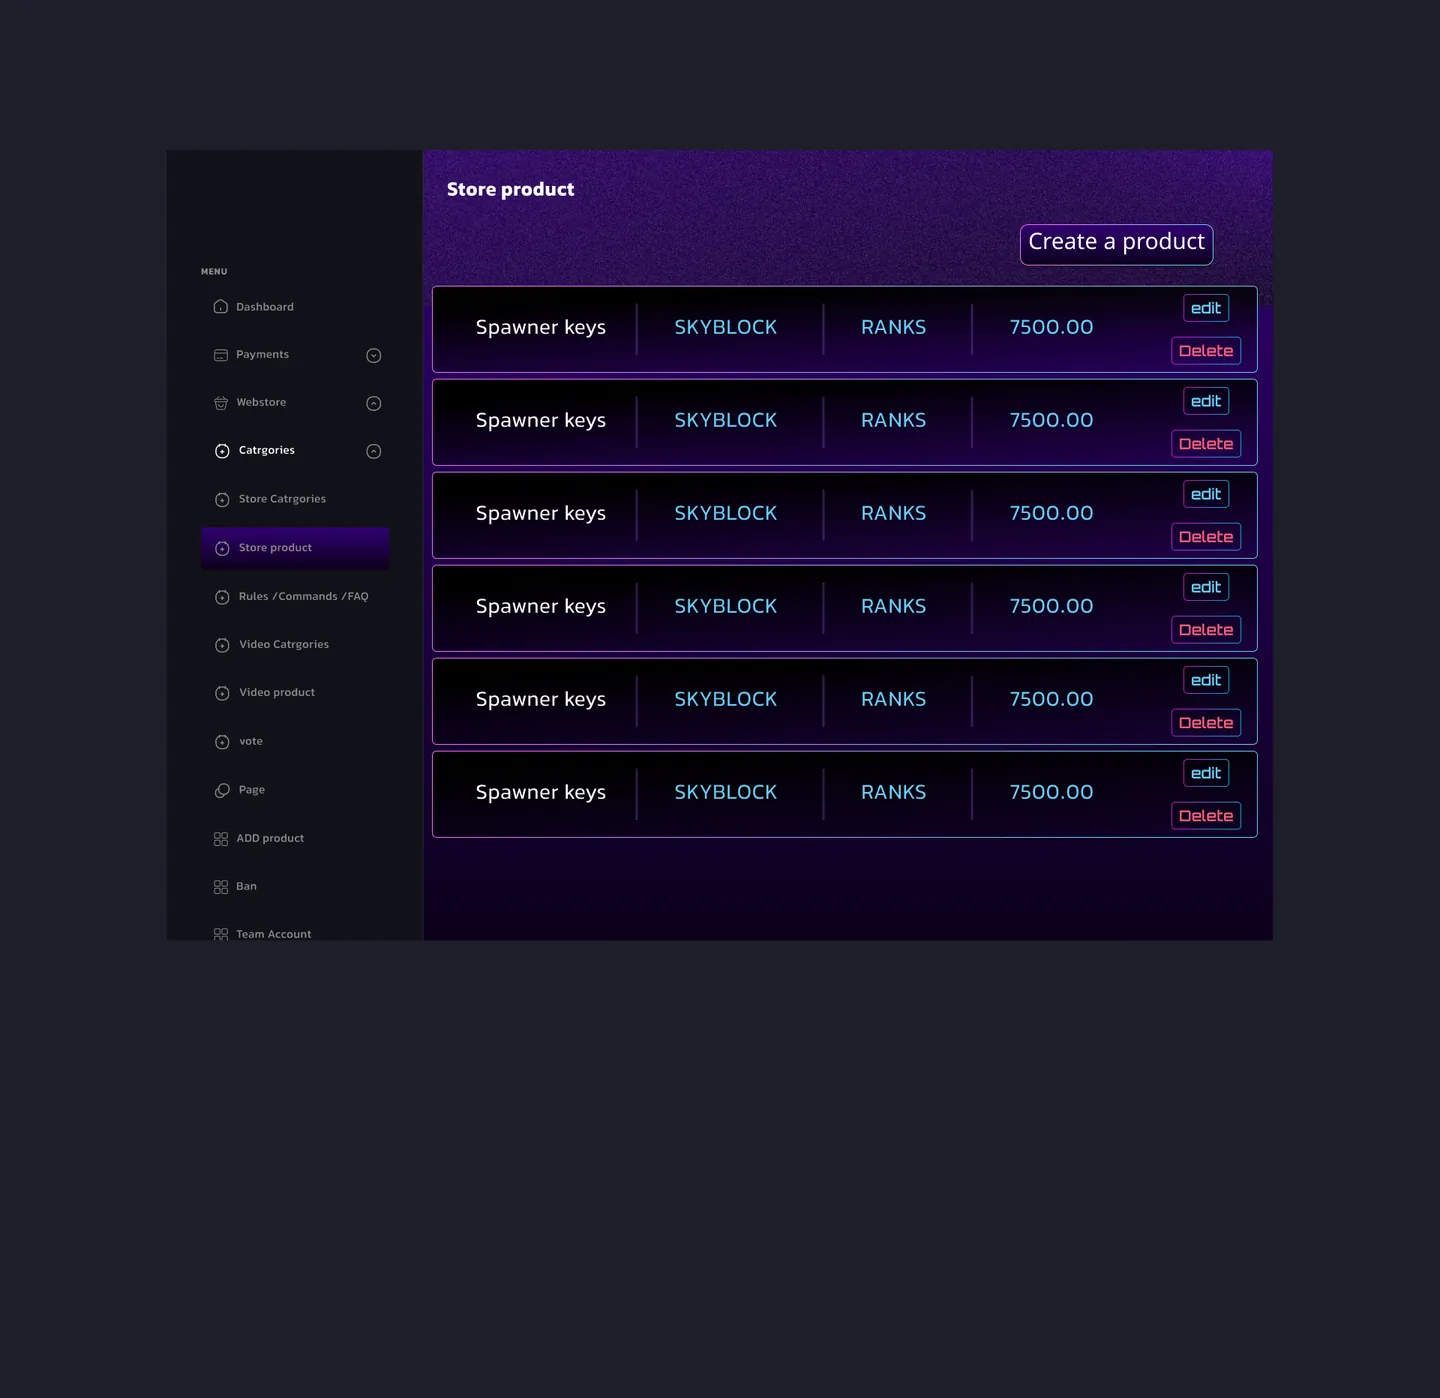 Store product
Create a product
MENU
Dashboard
Payments
Webstore
Catrgories
Store Catrgories
Store product
Rules /Commands /FAQ
Video Catrgories
Video product
vote
Page
ADD product
Ban
Team Account
Spawner keys SKYBLOCK RANKS 7500.00 edit
Delete
Spawner keys SKYBLOCK RANKS 7500.00 edit
Delete
Spawner keys SKYBLOCK RANKS 7500.00 edit
Delete
Spawner keys SKYBLOCK RANKS 7500.00 edit
Delete
Spawner keys SKYBLOCK RANKS 7500.00 edit
Delete
Spawner keys SKYBLOCK RANKS 7500.00 edit
Delete